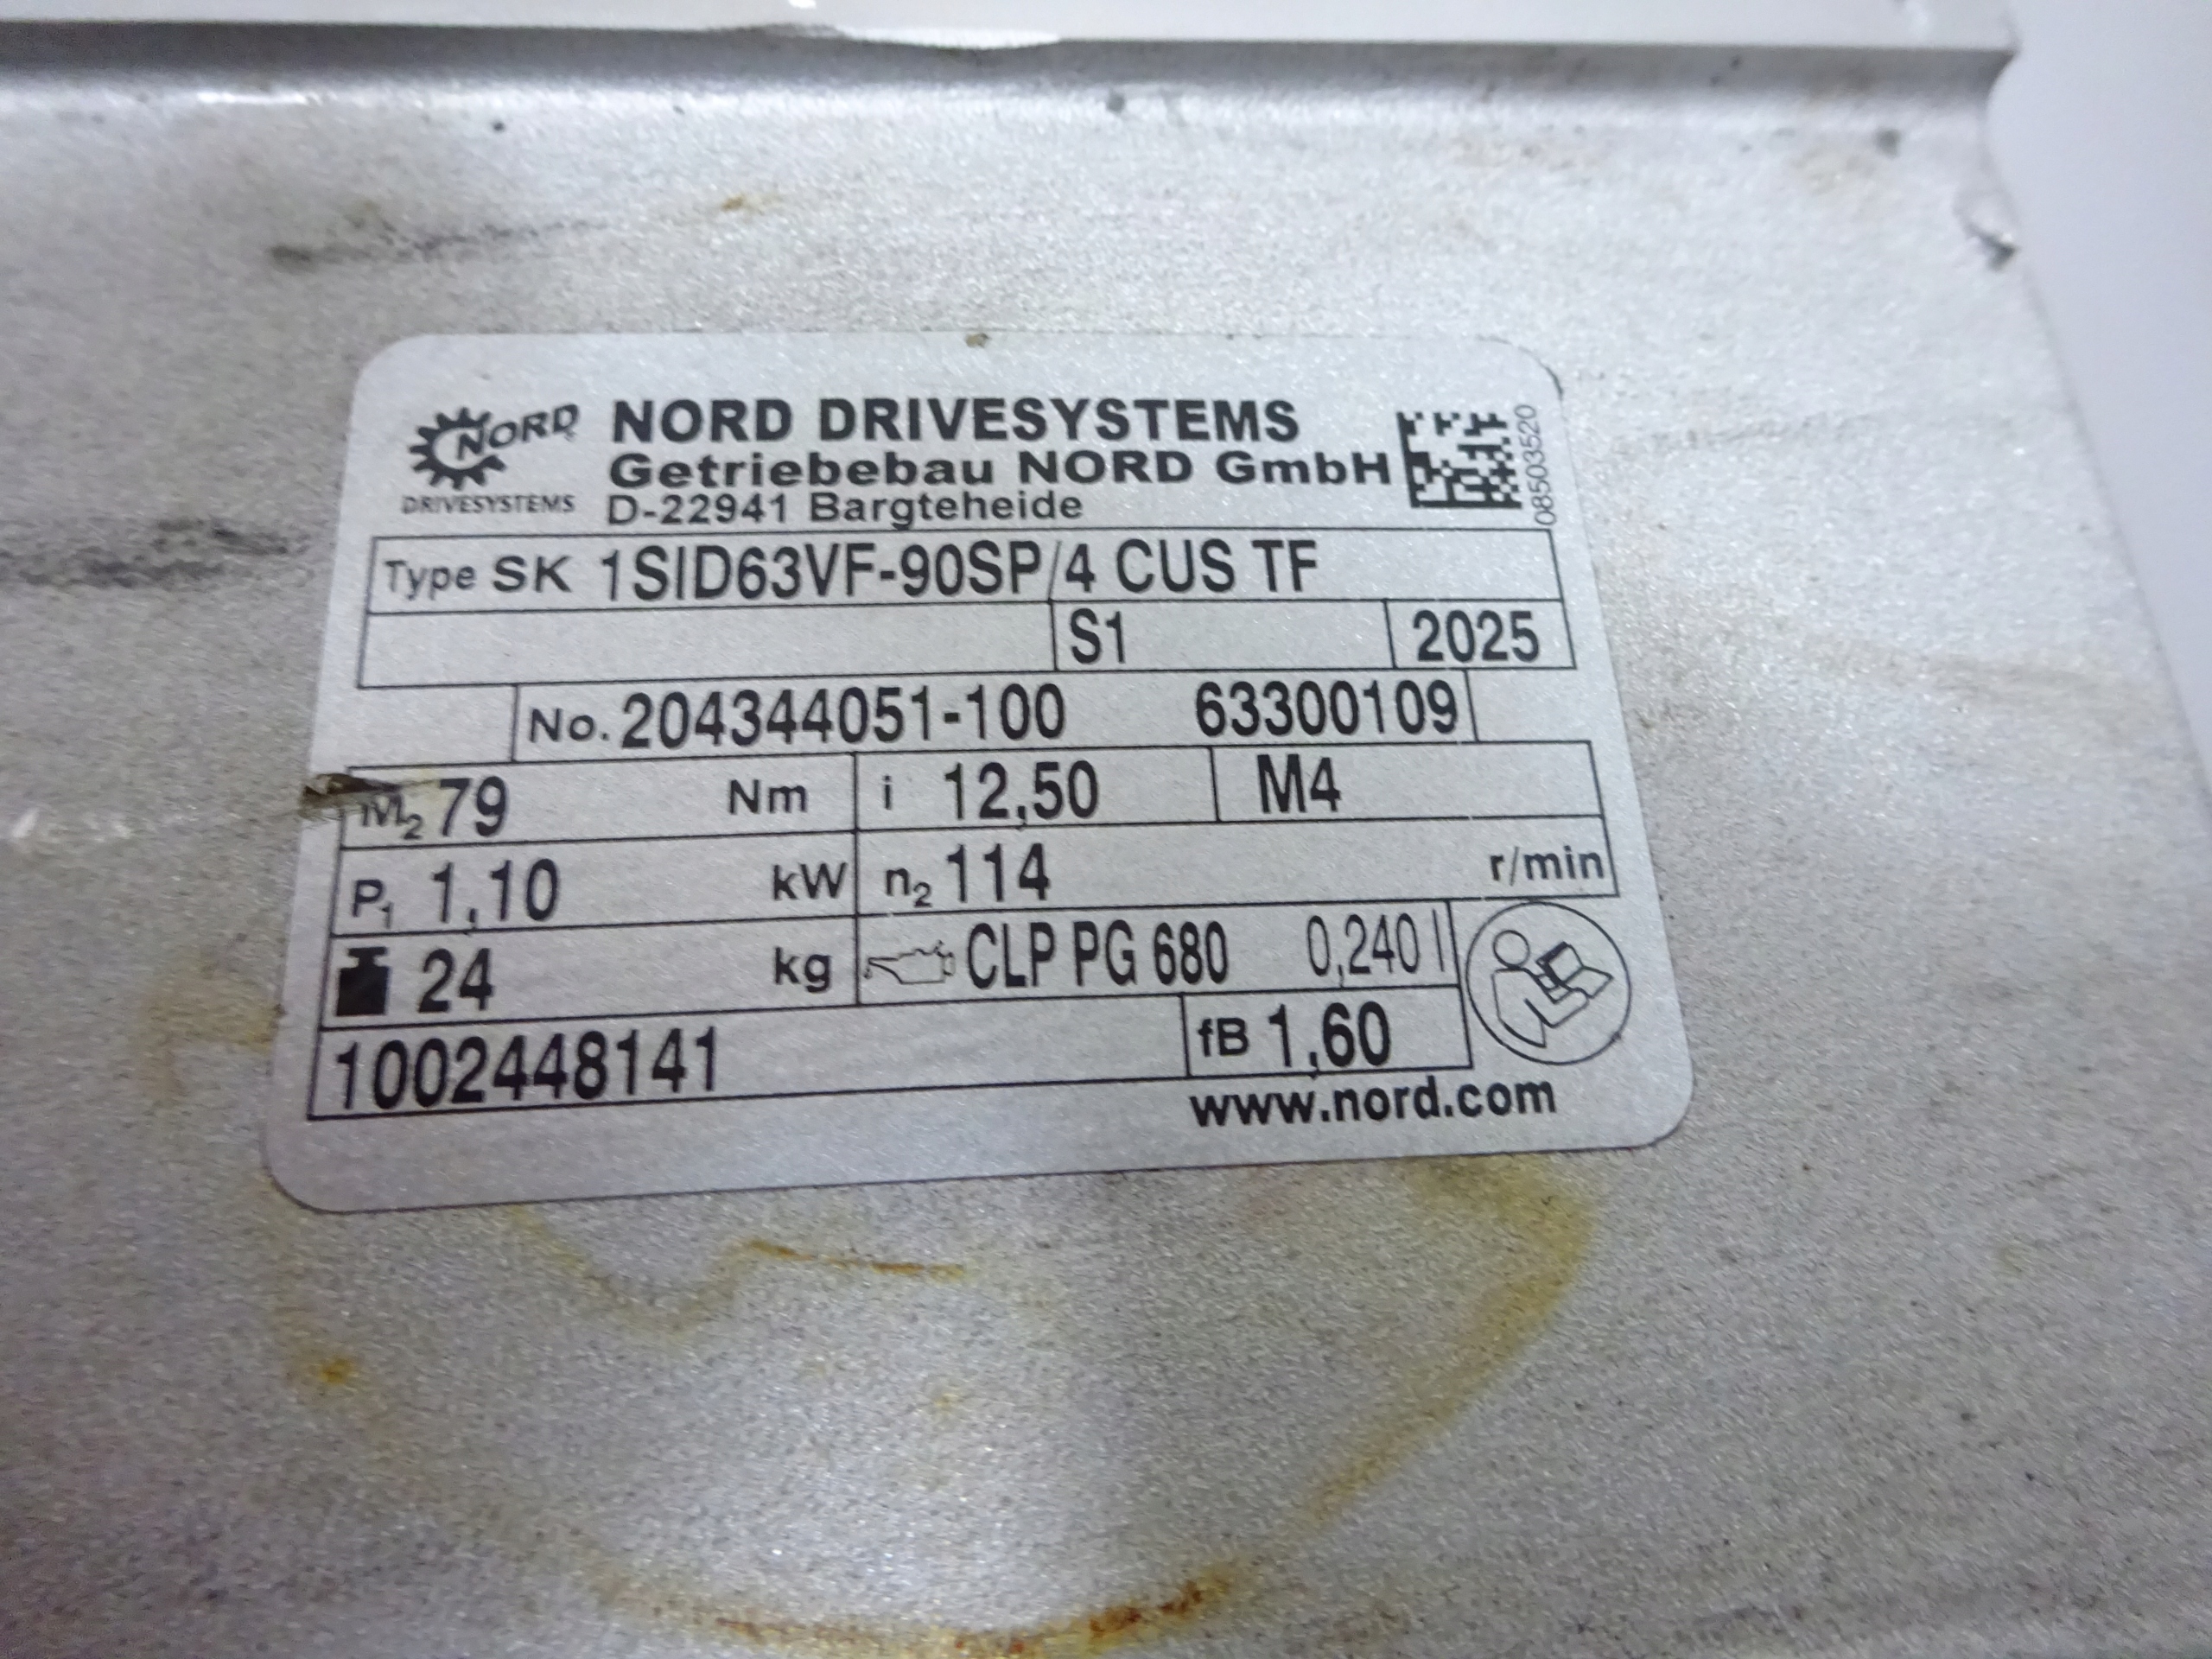 NORD
DRIVESYSTEMS
NORD DRIVESYSTEMS
Getriebebau NORD GmbH
D-22941 Bargteheide
08503520
Type SK 1SID63VF-90SP/4 CUS TF
S1 2025
No. 204344051-100 63300109
M2 79 Nm i 12,50 M4
P1 1,10 kW n2 114 r/min
24 kg CLP PG 680 0,240 l
1002448141 fB 1,60
www.nord.com